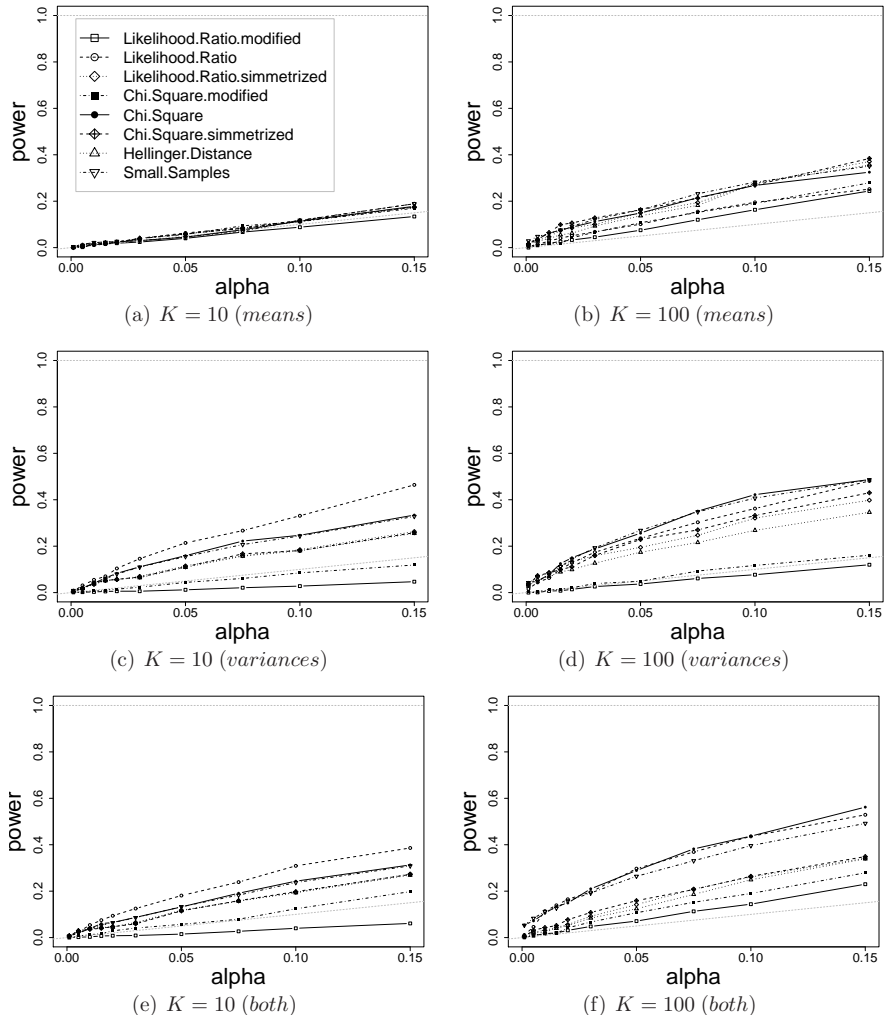 1.0
0.8
0.6
0.4
0.2
0.0
power
Likelihood.Ratio.modified
Likelihood.Ratio
Likelihood.Ratio.simmetrized
Chi.Square.modified
Chi.Square
Chi.Square.simmetrized
Hellinger.Distance
Small.Samples
0.00 0.05 0.10 0.15
alpha
(a) K = 10 (means)
1.0
0.8
0.6
0.4
0.2
0.0
power
0.00 0.05 0.10 0.15
alpha
(b) K = 100 (means)
1.0
0.8
0.6
0.4
0.2
0.0
power
0.00 0.05 0.10 0.15
alpha
(c) K = 10 (variances)
1.0
0.8
0.6
0.4
0.2
0.0
power
0.00 0.05 0.10 0.15
alpha
(d) K = 100 (variances)
1.0
0.8
0.6
0.4
0.2
0.0
power
0.00 0.05 0.10 0.15
alpha
(e) K = 10 (both)
1.0
0.8
0.6
0.4
0.2
0.0
power
0.00 0.05 0.10 0.15
alpha
(f) K = 100 (both)